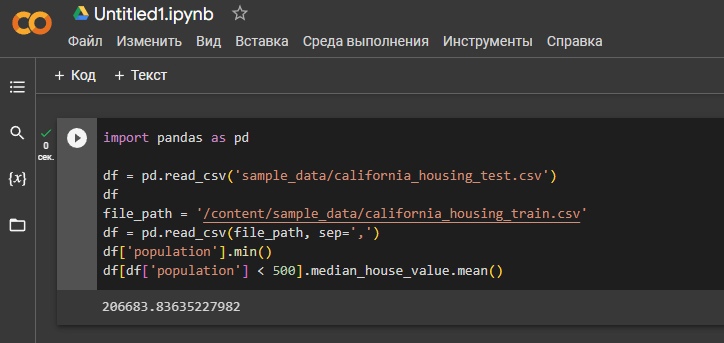 Untitled1.ipynb
Файл Изменить Вид Вставка Среда выполнения Инструменты Справка
+ Код + Текст
0
сек.
{x}
import pandas as pd
df = pd.read_csv('sample_data/california_housing_test.csv')
df
file_path = '/content/sample_data/california_housing_train.csv'
df = pd.read_csv(file_path, sep=',')
df['population'].min()
df[df['population'] < 500].median_house_value.mean()
206683.83635227982